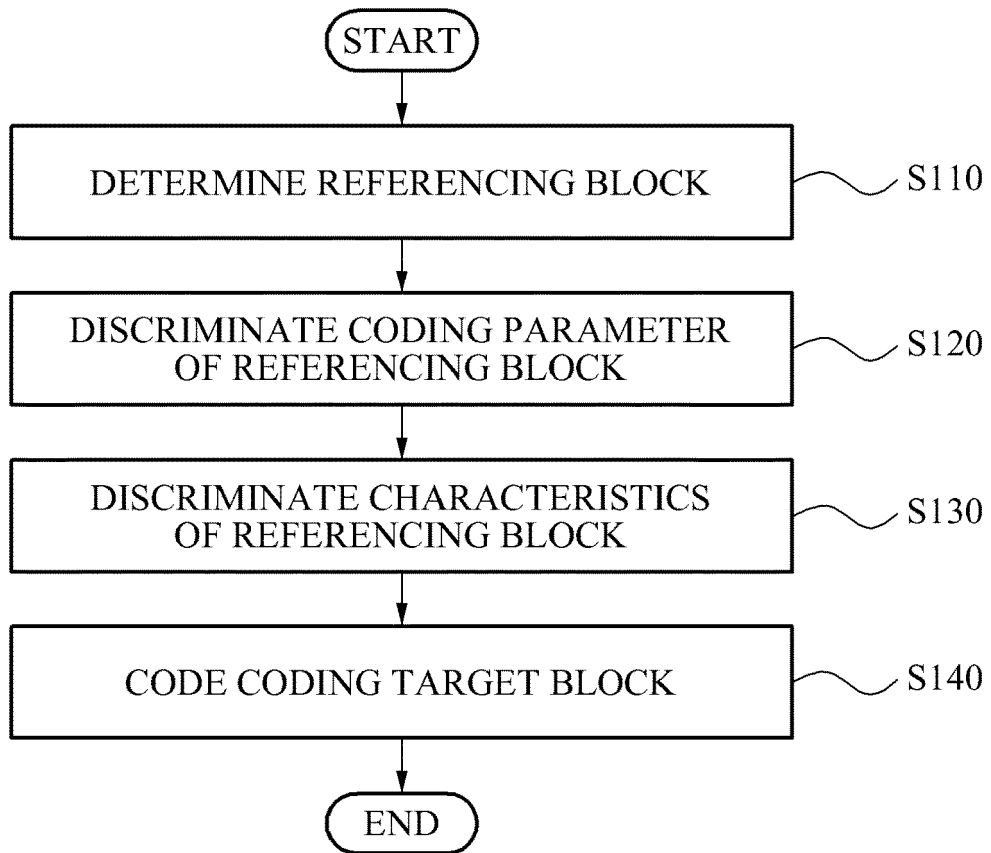 START
DETERMINE REFERENCING BLOCK
S110
DISCRIMINATE CODING PARAMETER
OF REFERENCING BLOCK
S120
DISCRIMINATE CHARACTERISTICS
OF REFERENCING BLOCK
S130
CODE CODING TARGET BLOCK
S140
END